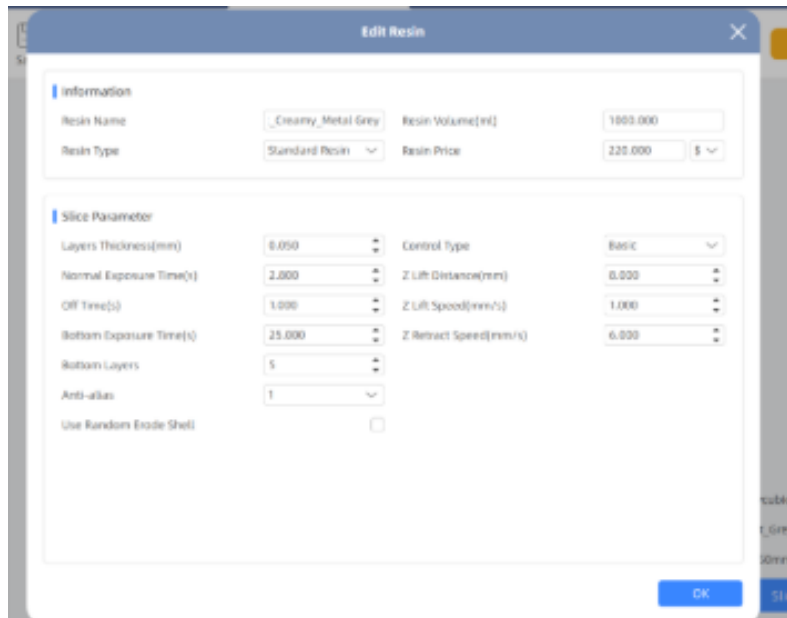 Edit Resin
Information
Resin Name _Creamy_Metal Grey Resin Volume(ml) 1000.000
Resin Type Standard Resin Resin Price 220.000 $
Slice Parameter
Layers Thickness(mm) 0.050 Control Type Basic
Normal Exposure Time(s) 2.000 Z Lift Distance(mm) 8.000
Off Time(s) 1.000 Z Lift Speed(mm/s) 1.000
Bottom Exposure Time(s) 25.000 Z Retract Speed(mm/s) 6.000
Bottom Layers 5
Anti-alias 1
Use Random Erode Shell
OK